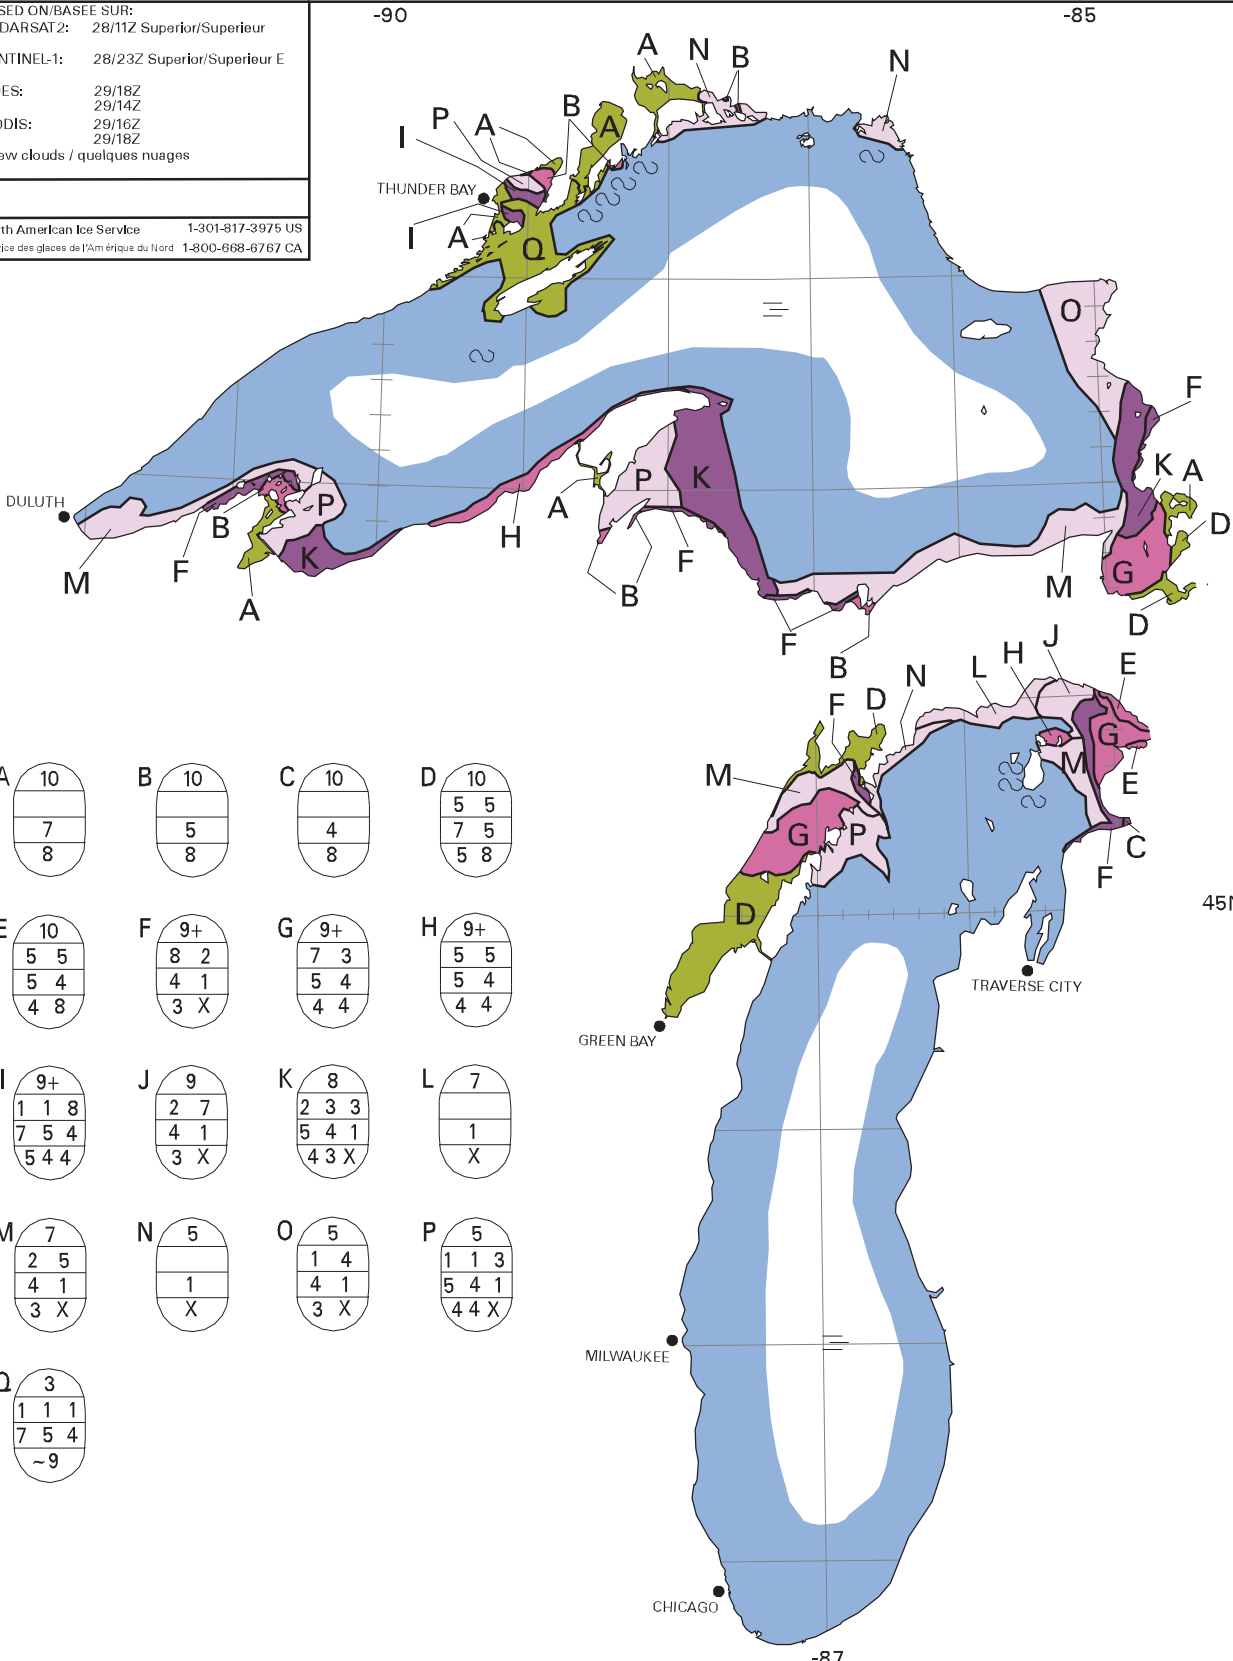 -90
-85
SED ON/BASEE SUR:
DARSAT2: 28/11Z Superior/Superieur
NTINEL-1: 28/23Z Superior/Superieur E
ES: 29/18Z
29/14Z
ODIS: 29/16Z
29/18Z
ew clouds / quelques nuages
rth American Ice Service 1-301-817-3975 US
vice des glaces de l'Amérique du Nord 1-800-668-6767 CA
A N B N
P A B A
I
THUNDER BAY
I A Q
O
F
P K K A
DULUTH
B P A D
M F K H F M G
A B F D
B
J
H
L E
N
D
F
G
M M
E
G P
C
F
D
45N
TRAVERSE CITY
GREEN BAY
MILWAUKEE
CHICAGO
-87
A 10
7
8
B 10
5
8
C 10
4
8
D 10
5 5
7 5
5 8
E 10
5 5
5 4
4 8
F 9+
8 2
4 1
3 X
G 9+
7 3
5 4
4 4
H 9+
5 5
5 4
4 4
I 9+
1 1 8
7 5 4
5 4 4
J 9
2 7
4 1
3 X
K 8
2 3 3
5 4 1
4 3 X
L 7
1
X
M 7
2 5
4 1
3 X
N 5
1
X
O 5
1 4
4 1
3 X
P 5
1 1 3
5 4 1
4 4 X
Q 3
1 1 1
7 5 4
~9